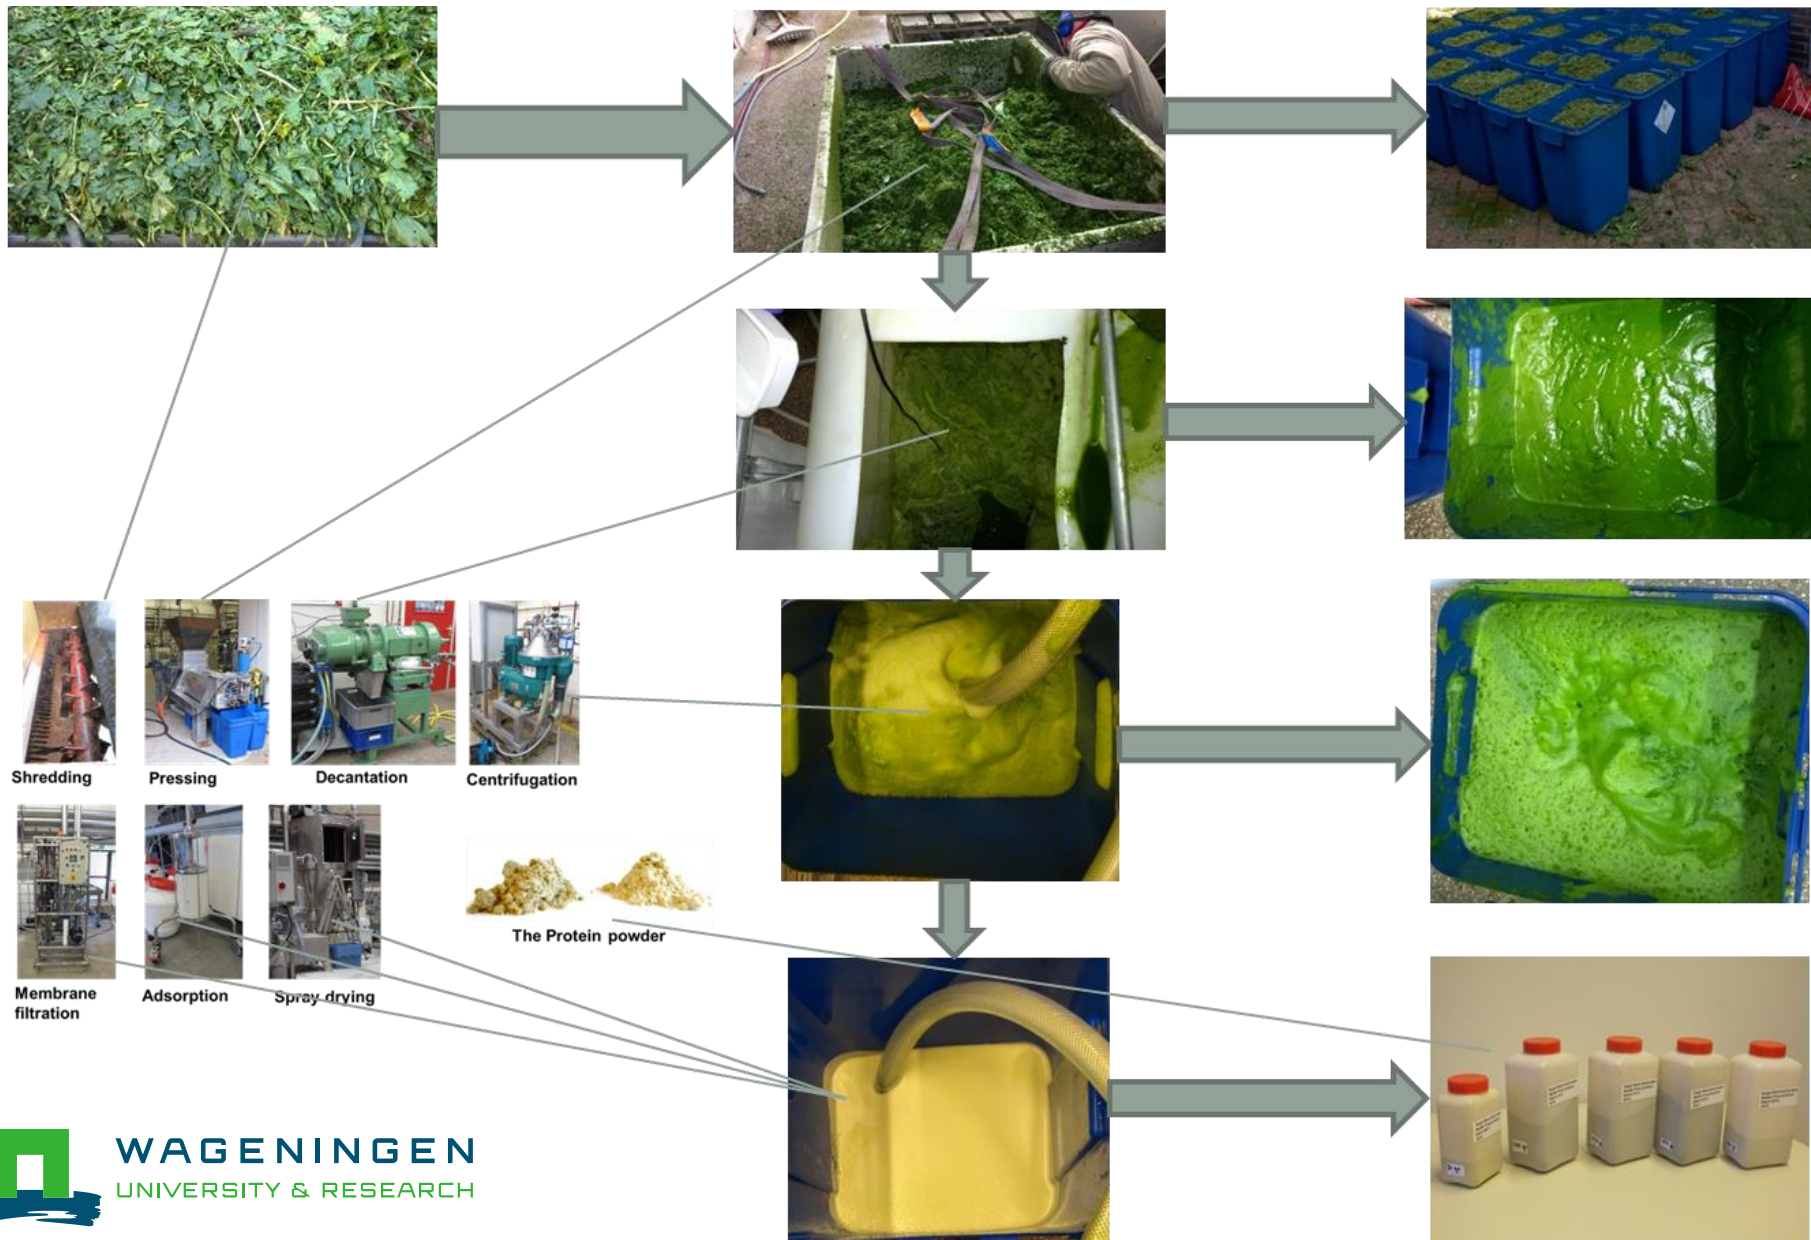 Shredding
Pressing
Decantation
Centrifugation
Membrane
filtration
Adsorption
Spray drying
The Protein powder
WAGENINGEN
UNIVERSITY & RESEARCH